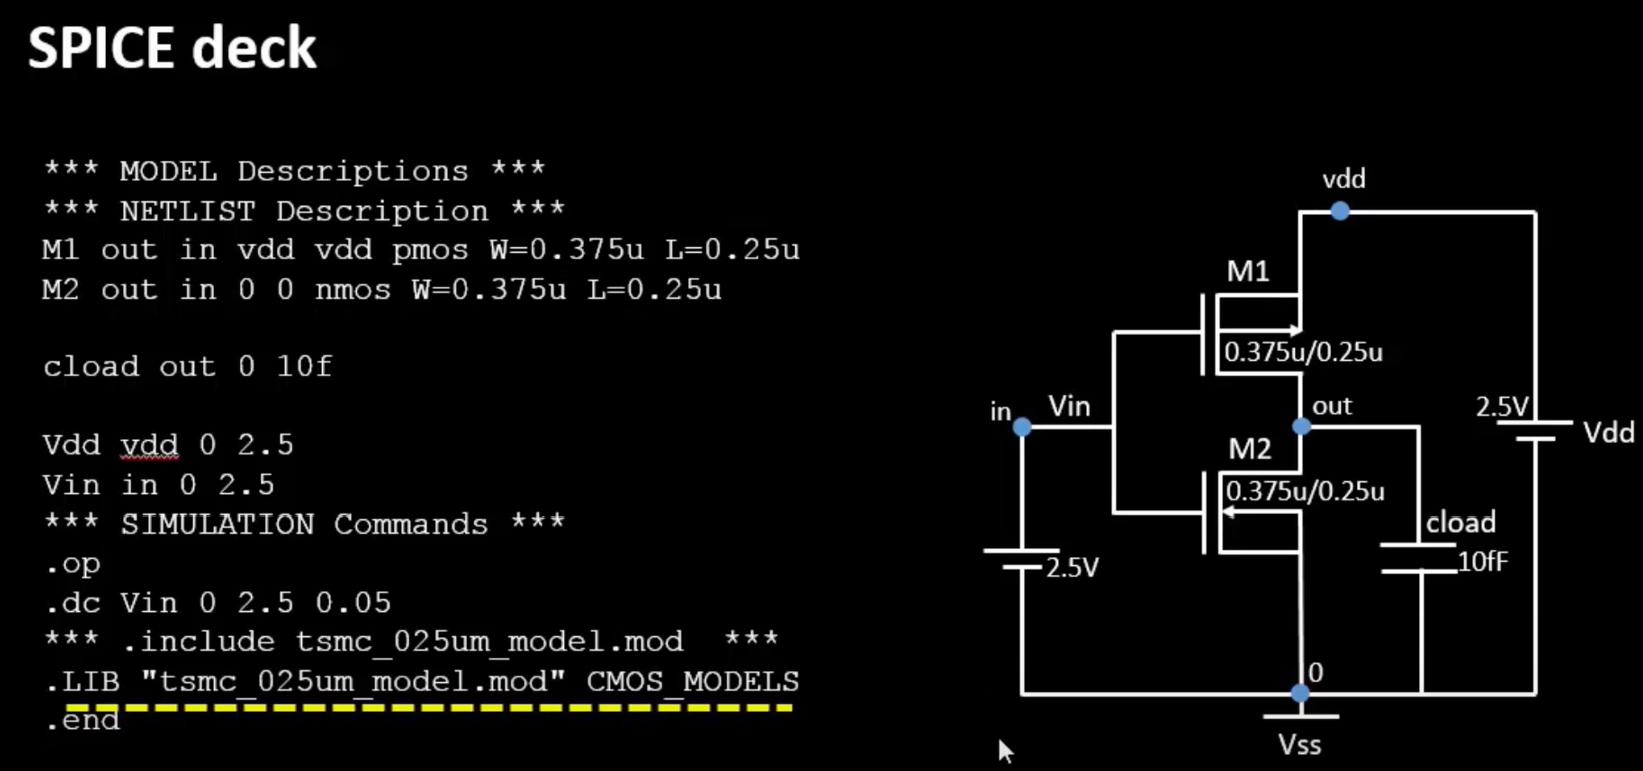 SPICE deck
*** MODEL Descriptions ***
*** NETLIST Description ***
M1 out in vdd vdd pmos W=0.375u L=0.25u
M2 out in 0 0 nmos W=0.375u L=0.25u
cload out 0 10f
Vdd vdd 0 2.5
Vin in 0 2.5
*** SIMULATION Commands ***
.op
.dc Vin 0 2.5 0.05
*** .include tsmc_025um_model.mod ***
.LIB "tsmc_025um_model.mod" CMOS_MODELS
.end
vdd
M1
0.375u/0.25u
in
Vin
out
2.5V
Vdd
M2
0.375u/0.25u
cload
10fF
2.5V
0
Vss